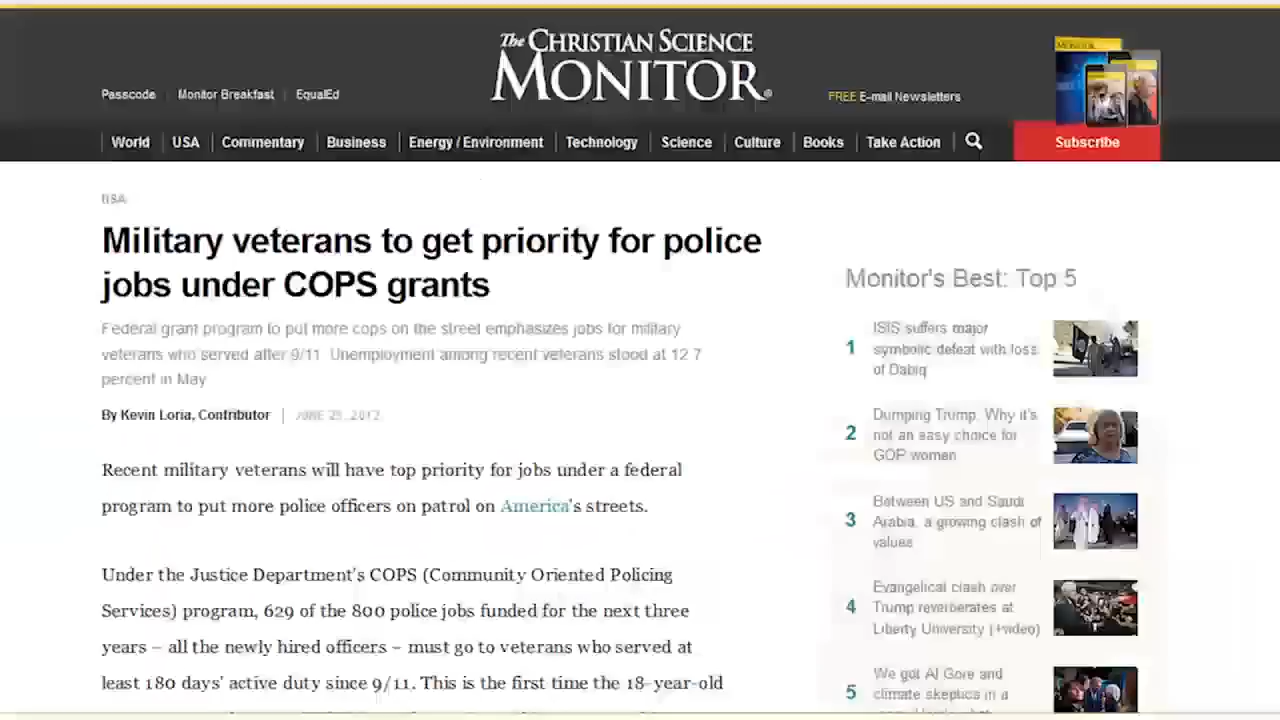 The CHRISTIAN SCIENCE
MONITOR
Passcode Monitor Breakfast EqualEd
FREE E-mail Newsletters
World USA Commentary Business Energy / Environment Technology Science Culture Books Take Action
Subscribe
USA
Military veterans to get priority for police
jobs under COPS grants
Federal grant program to put more cops on the street emphasizes jobs for military
veterans who served after 9/11. Unemployment among recent veterans stood at 12.7
percent in May
By Kevin Loria, Contributor
JUNE 2012
Recent military veterans will have top priority for jobs under a federal
program to put more police officers on patrol on America's streets.
Under the Justice Department's COPS (Community Oriented Policing
Services) program, 629 of the 800 police jobs funded for the next three
years – all the newly hired officers – must go to veterans who served at
least 180 days' active duty since 9/11. This is the first time the 18-year-old
Monitor's Best: Top 5
1
ISIS suffers major
symbolic defeat with loss
of Dabiq
2
Dumping Trump: Why it's
not an easy choice for
GOP women
3
Between US and Saudi
Arabia, a growing clash of
values
4
Evangelical clash over
Trump reverberates at
Liberty University (+video)
5
We got Al Gore and
climate skeptics in a